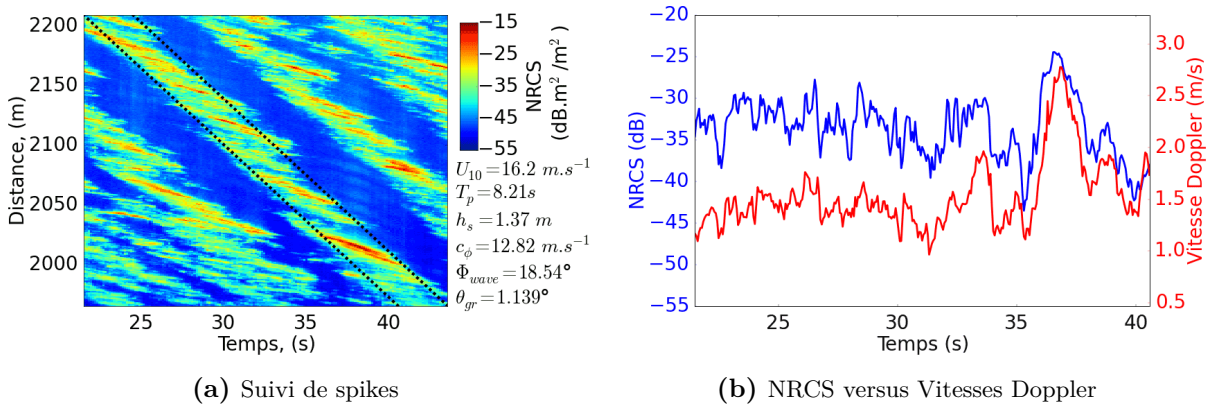 2200
2150
2100
2050
2000
Distance, (m)
25 30 35 40
Temps, (s)
−15
−25
−35
−45
−55
NRCS
(dB.m² /m² )
U₁₀ =16.2 m.s⁻¹
Tₚ =8.21s
hₛ =1.37 m
c_ϕ =12.82 m.s⁻¹
Φ_wave =18.54°
θ_gr =1.139°
(a) Suivi de spikes
−20
−25
−30
−35
−40
−45
−50
−55
NRCS (dB)
25 30 35 40
Temps (s)
3.0
2.5
2.0
1.5
1.0
0.5
Vitesse Doppler (m/s)
(b) NRCS versus Vitesses Doppler